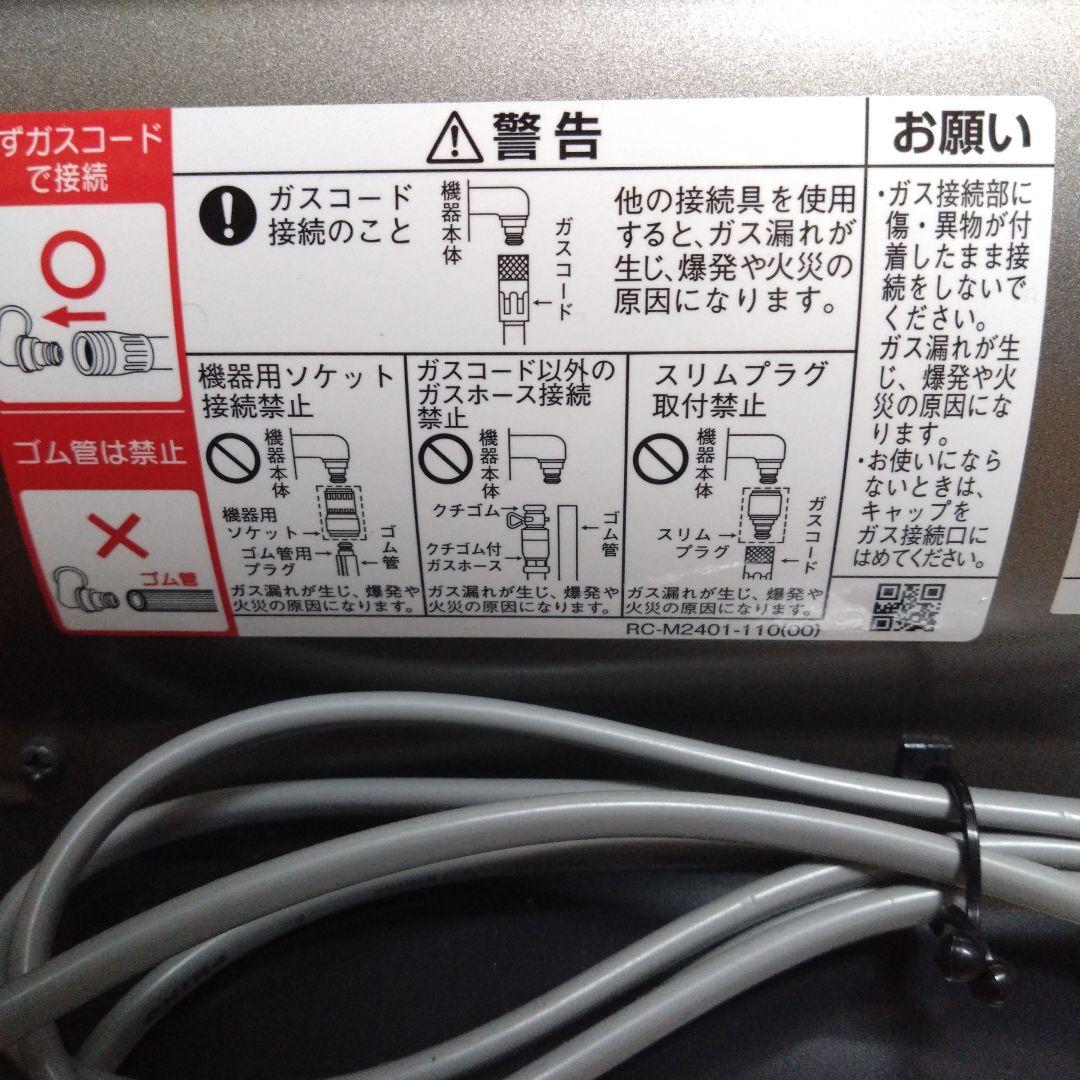 ずガスコード
で接続
ゴム管は禁止
ゴム管
警告
ガスコード
接続のこと
機器本体
ガスコード
他の接続具を使用
すると、ガス漏れが
生じ、爆発や火災の
原因になります。
機器用ソケット
接続禁止
機器本体
機器用
ソケット
ゴム管用
プラグ
ゴム管
ガス漏れが生じ、爆発や
火災の原因になります。
ガスコード以外の
ガスホース接続
禁止
機器本体
クチゴム
クチゴム付
ガスホース
ゴム管
ガス漏れが生じ、爆発や
火災の原因になります。
スリムプラグ
取付禁止
機器本体
スリム
プラグ
ガスコード
ガス漏れが生じ、爆発や
火災の原因になります。
RC-M2401-110(00)
お願い
・ガス接続部に
傷・異物が付
着したまま接
続をしないで
ください。
ガス漏れが生
じ、爆発や火
災の原因にな
ります。
・お使いになら
ないときは、
キャップを
ガス接続口に
はめてください。